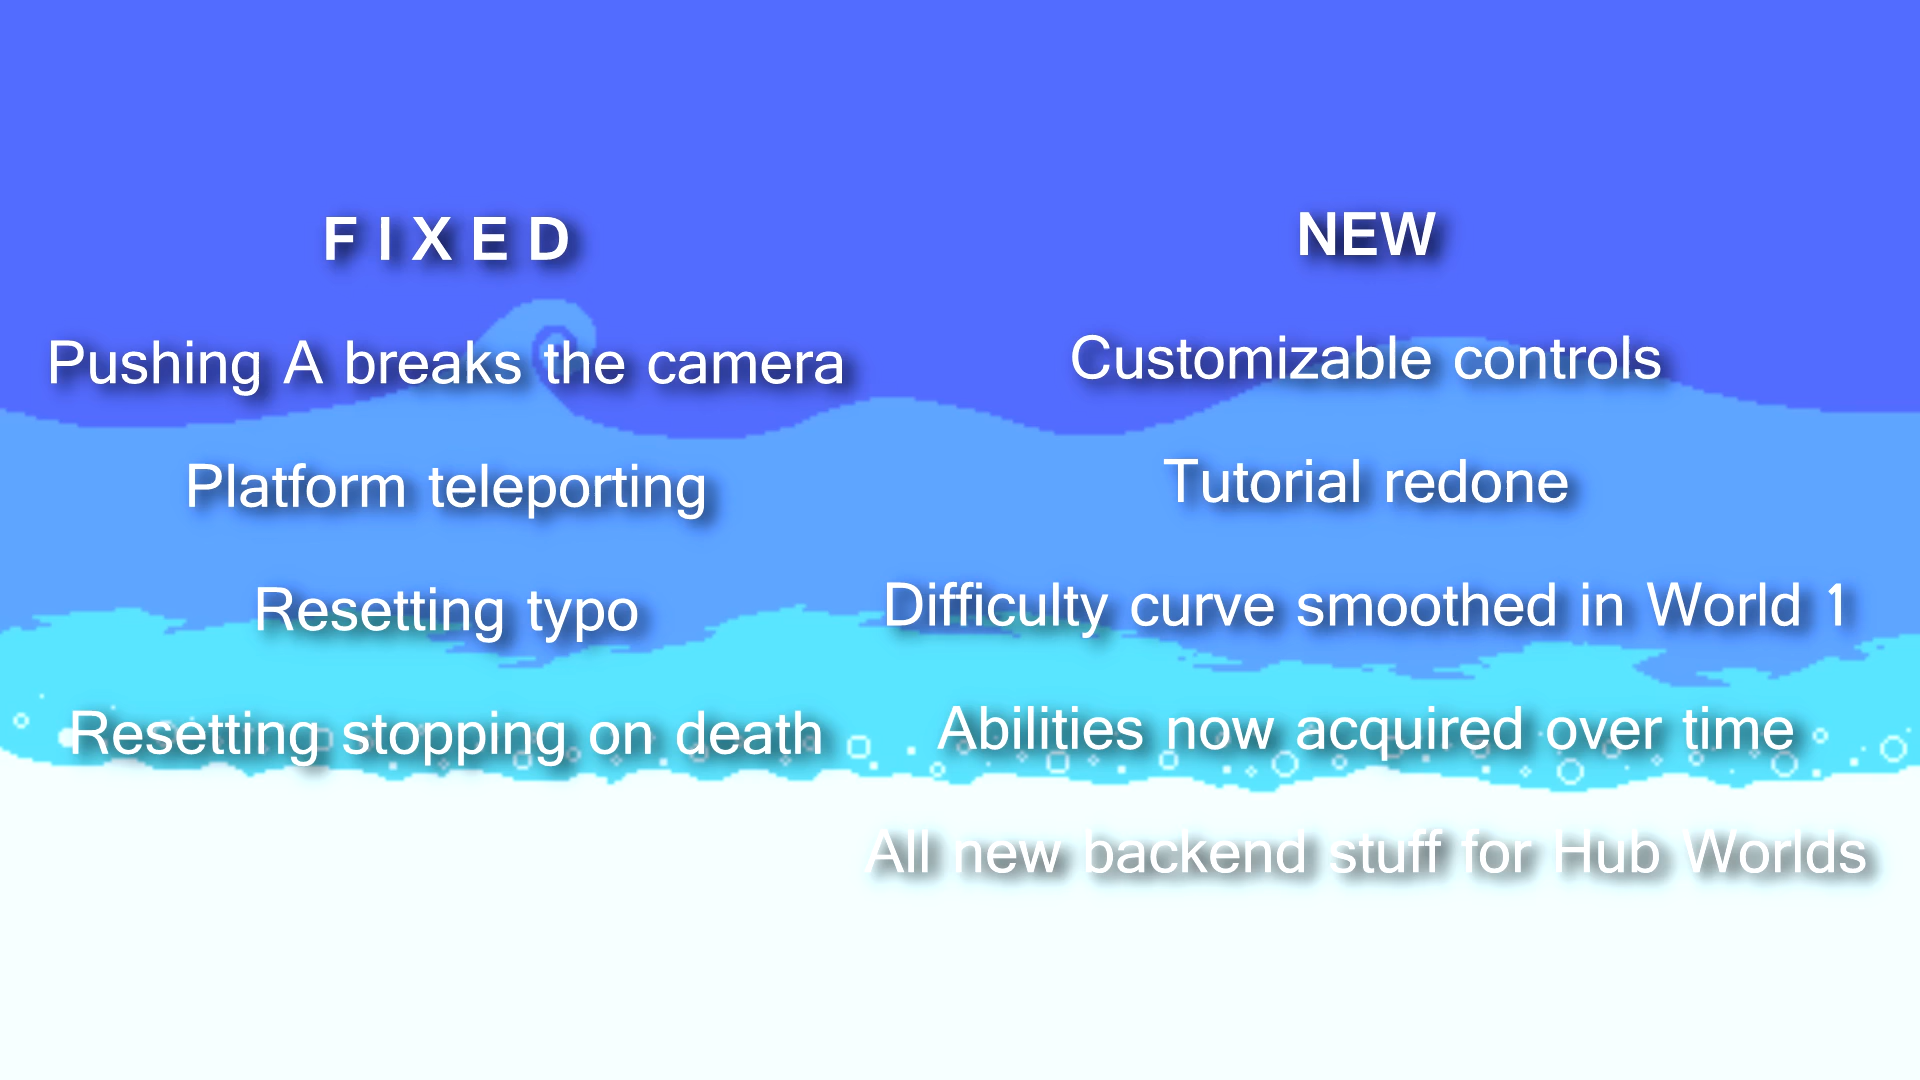 F I X E D
Pushing A breaks the camera
Platform teleporting
Resetting typo
Resetting stopping on death
NEW
Customizable controls
Tutorial redone
Difficulty curve smoothed in World 1
Abilities now acquired over time
All new backend stuff for Hub Worlds